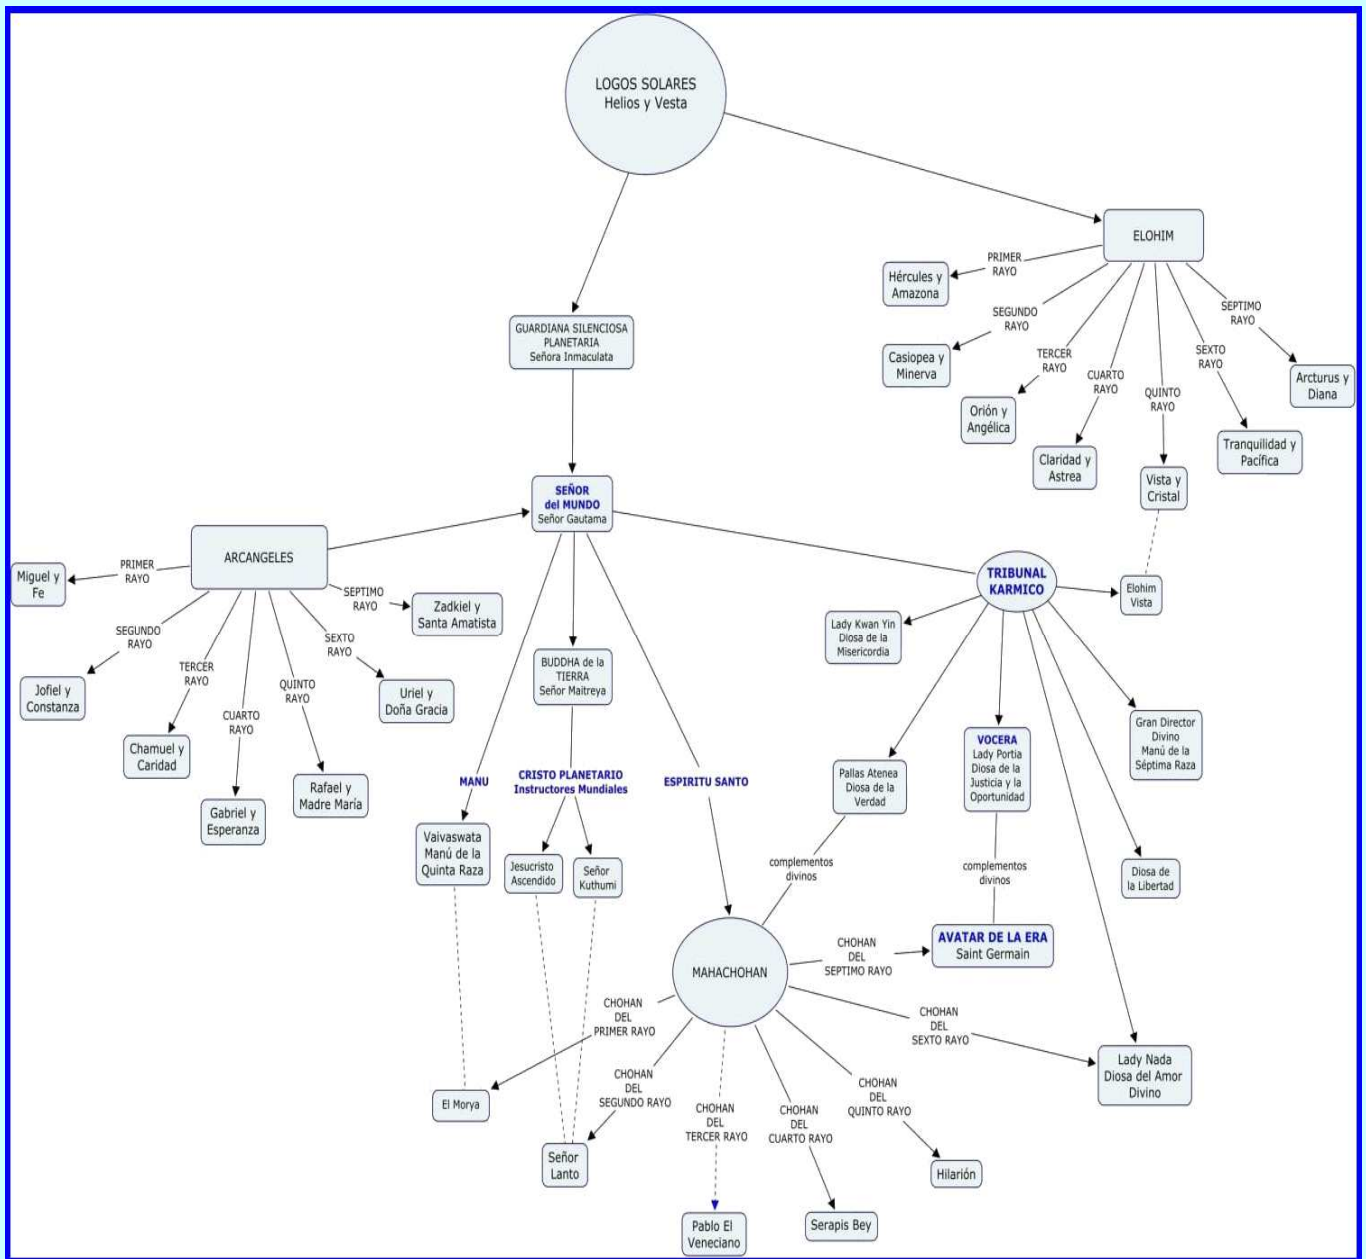 LOGOS SOLARES
Helios y Vesta
ELOHIM
PRIMER
RAYO
Hércules y
Amazona
SEGUNDO
RAYO
Casiopea y
Minerva
TERCER
RAYO
Orión y
Angélica
CUARTO
RAYO
Claridad y
Astrea
QUINTO
RAYO
Vista y
Cristal
SEXTO
RAYO
Tranquilidad y
Pacífica
SEPTIMO
RAYO
Arcturus y
Diana
GUARDIANA SILENCIOSA
PLANETARIA
Señora Inmaculata
SEÑOR
del MUNDO
Señor Gautama
ARCANGELES
PRIMER
RAYO
Miguel y
Fe
SEGUNDO
RAYO
Jofiel y
Constanza
TERCER
RAYO
Chamuel y
Caridad
CUARTO
RAYO
Gabriel y
Esperanza
QUINTO
RAYO
Rafael y
Madre María
SEXTO
RAYO
Uriel y
Doña Gracia
SEPTIMO
RAYO
Zadkiel y
Santa Amatista
MANU
Vaivaswata
Manú de la
Quinta Raza
BUDDHA de la
TIERRA
Señor Maitreya
CRISTO PLANETARIO
Instructores Mundiales
Jesucristo
Ascendido
Señor
Kuthumi
ESPIRITU SANTO
TRIBUNAL
KARMICO
Elohim
Vista
Lady Kwan Yin
Diosa de la
Misericordia
Pallas Atenea
Diosa de la
Verdad
VOCERA
Lady Portia
Diosa de la
Justicia y la
Oportunidad
Gran Director
Divino
Manú de la
Séptima Raza
Diosa de
la Libertad
complementos
divinos
complementos
divinos
MAHACHOHAN
CHOHAN
DEL
SEPTIMO RAYO
AVATAR DE LA ERA
Saint Germain
CHOHAN
DEL
PRIMER RAYO
El Morya
CHOHAN
DEL
SEGUNDO RAYO
Señor
Lanto
CHOHAN
DEL
TERCER RAYO
Pablo El
Veneciano
CHOHAN
DEL
CUARTO RAYO
Serapis Bey
CHOHAN
DEL
QUINTO RAYO
Hilarión
CHOHAN
DEL
SEXTO RAYO
Lady Nada
Diosa del Amor
Divino